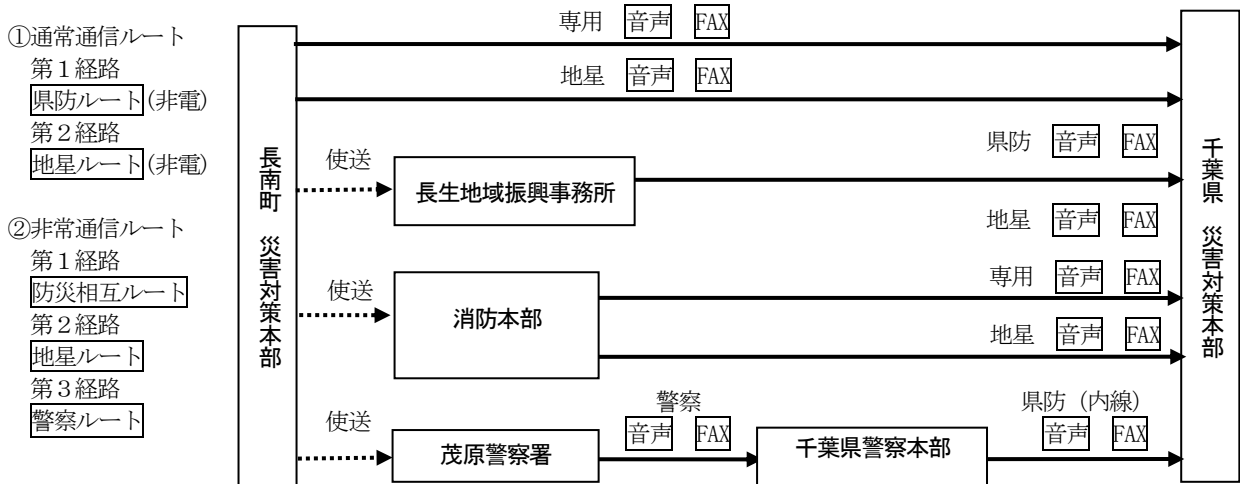 ①通常通信ルート
第１経路
県防ルート(非電)
第２経路
地星ルート(非電)
②非常通信ルート
第１経路
防災相互ルート
第２経路
地星ルート
第３経路
警察ルート
長南町　災害対策本部
専用　音声　FAX
地星　音声　FAX
使送
長生地域振興事務所
県防　音声　FAX
地星　音声　FAX
使送
消防本部
専用　音声　FAX
地星　音声　FAX
使送
茂原警察署
警察
音声　FAX
千葉県警察本部
県防（内線）
音声　FAX
千葉県　災害対策本部